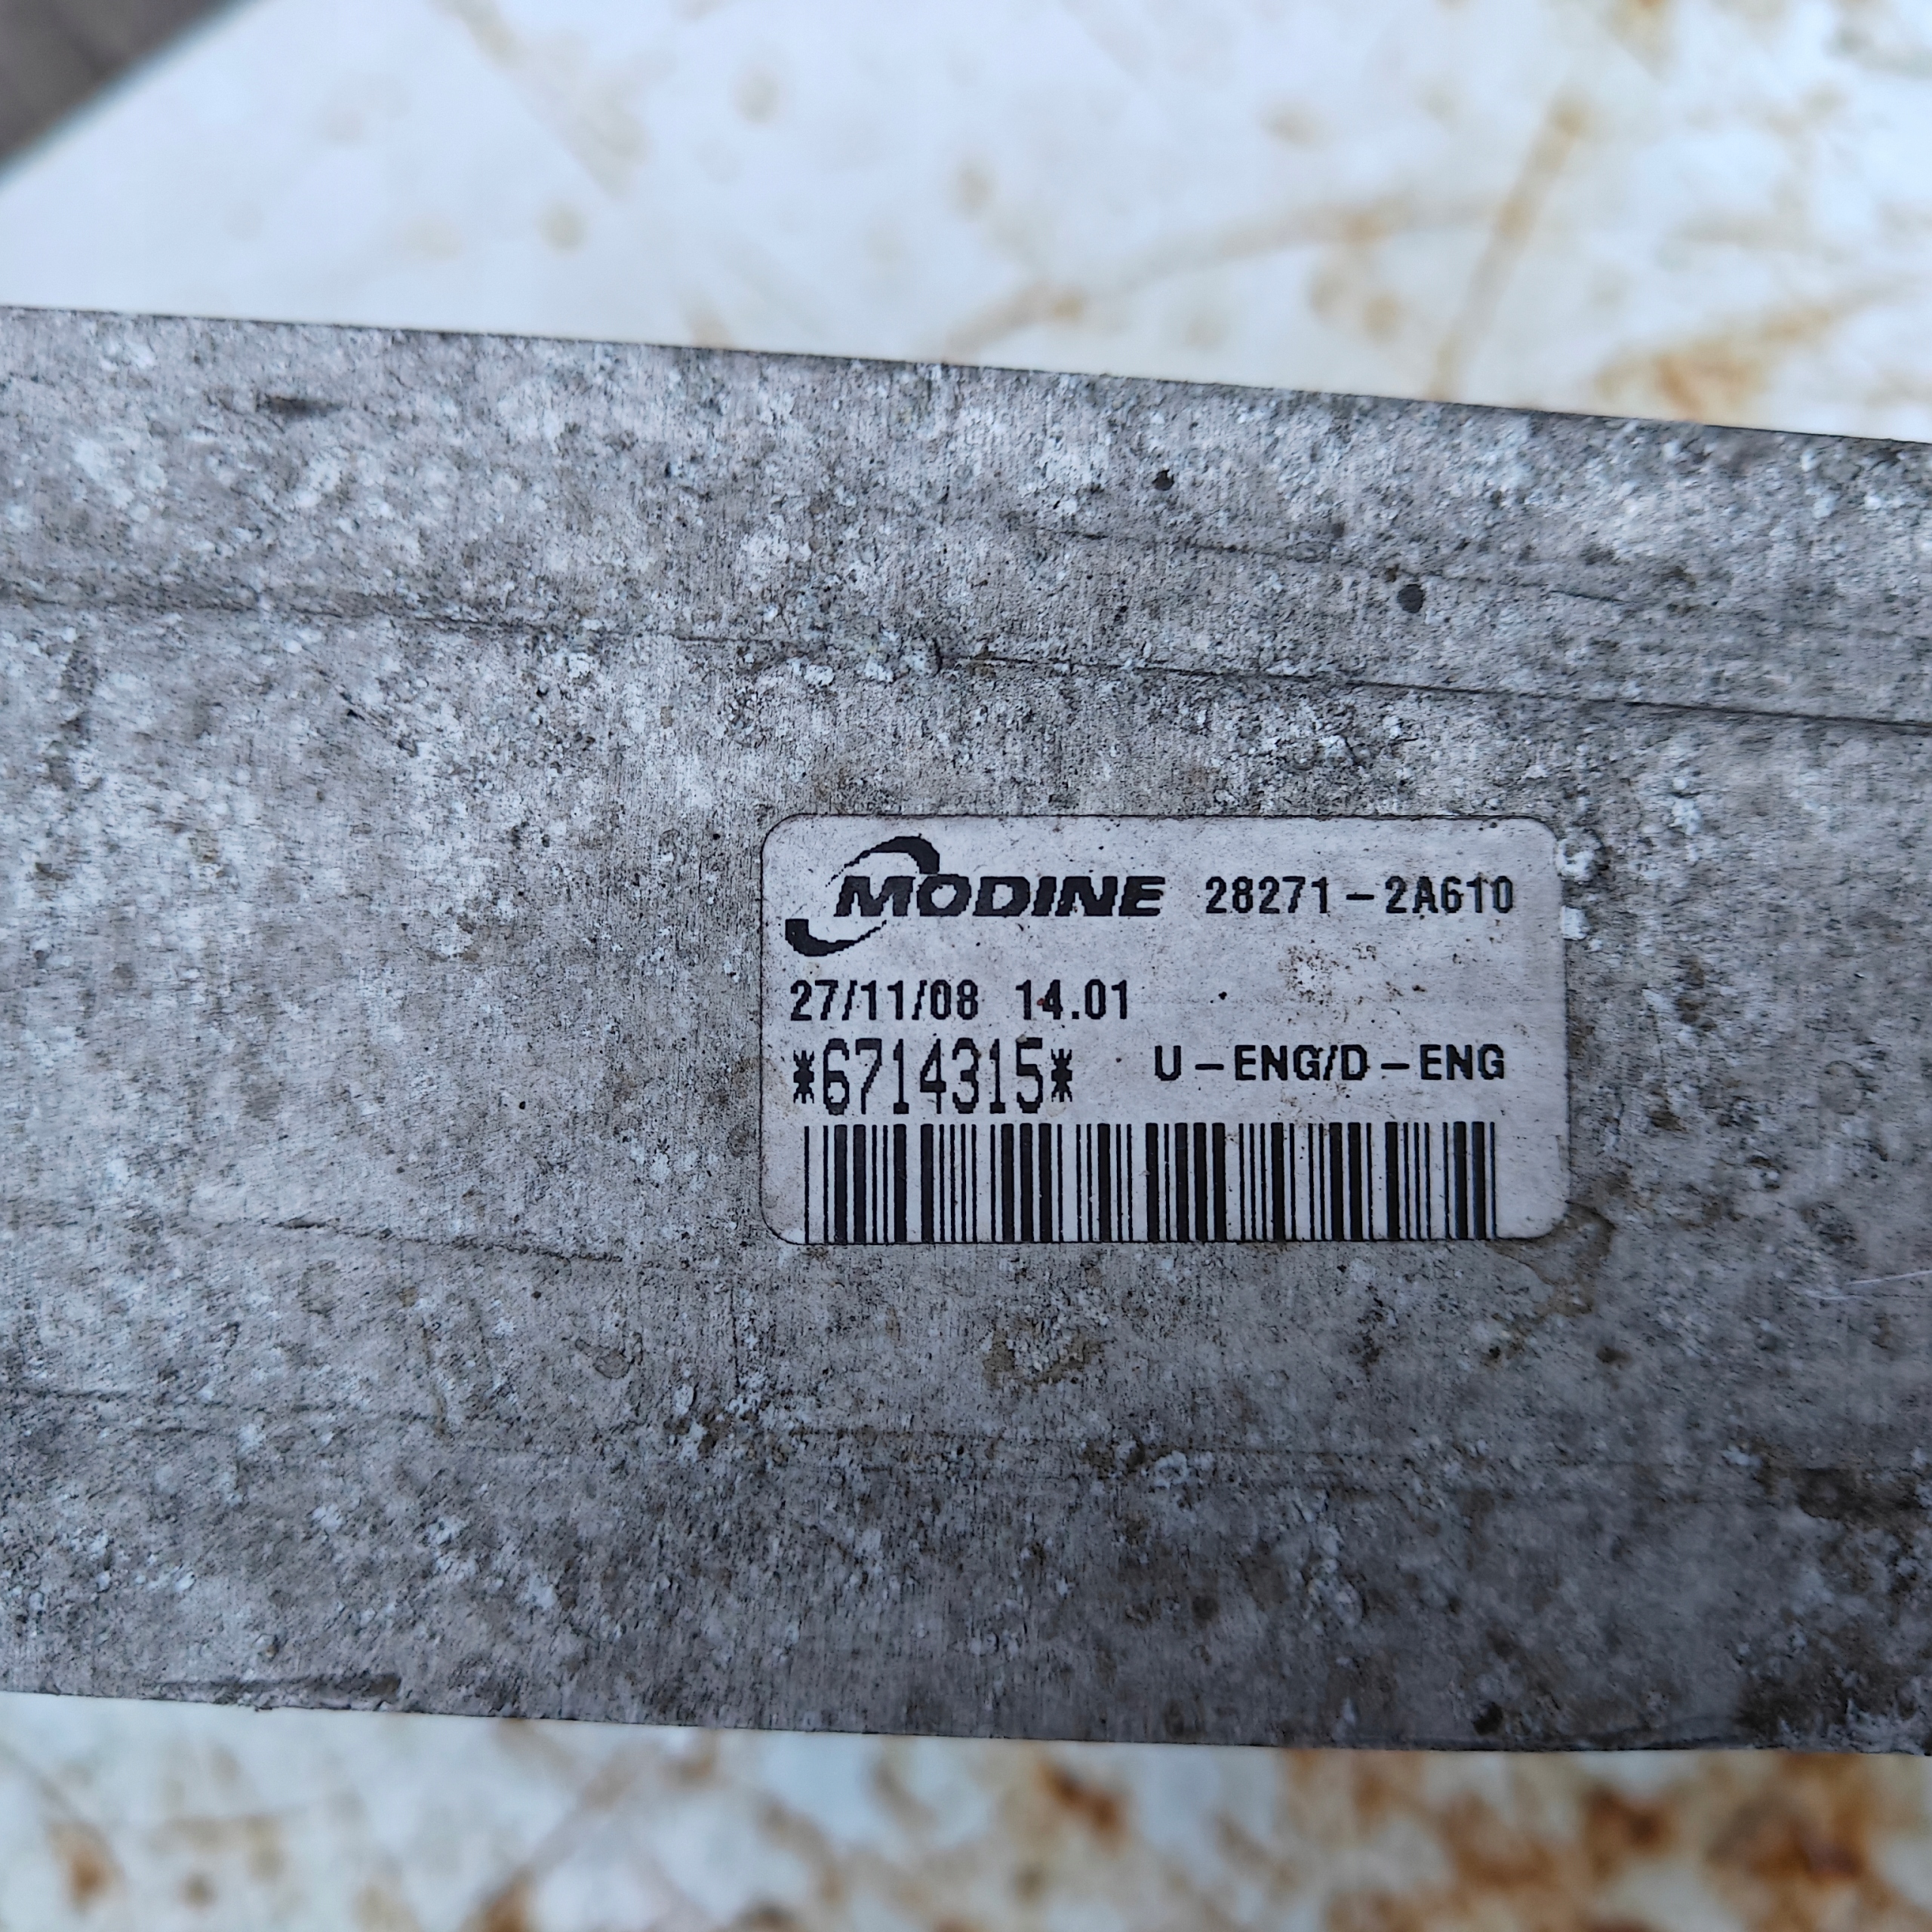 MODINE 28271-2A610
27/11/08 14.01
*6714315* U-ENG/D-ENG